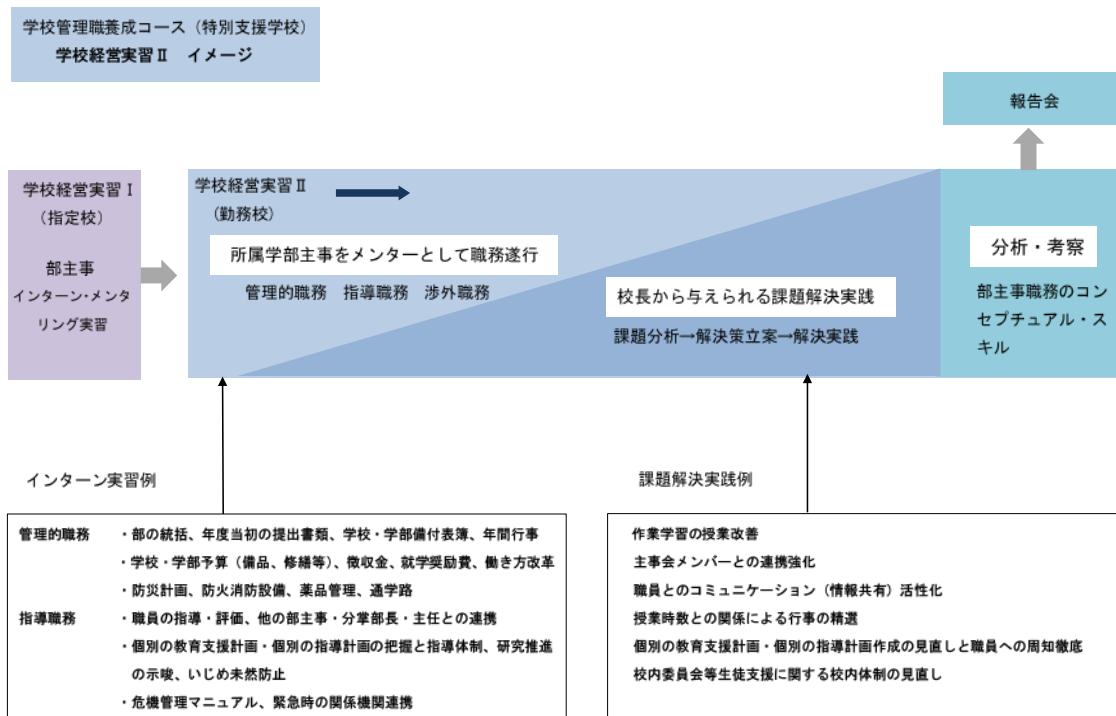 学校管理職養成コース（特別支援学校）
学校経営実習Ⅱ　イメージ
報告会
学校経営実習Ⅰ
（指定校）
部主事
インターン・メンタ
リング実習
学校経営実習Ⅱ
（勤務校）
所属学部主事をメンターとして職務遂行
管理的職務　指導職務　渉外職務
校長から与えられる課題解決実践
課題分析→解決策立案→解決実践
分析・考察
部主事職務のコン
セプチュアル・ス
キル
インターン実習例
管理的職務　・部の統括、年度当初の提出書類、学校・学部備付表簿、年間行事
・学校・学部予算（備品、修繕等）、徴収金、就学奨励費、働き方改革
・防災計画、防火消防設備、薬品管理、通学路
指導職務　・職員の指導・評価、他の部主事・分掌部長・主任との連携
・個別の教育支援計画・個別の指導計画の把握と指導体制、研究推進
の示唆、いじめ未然防止
・危機管理マニュアル、緊急時の関係機関連携
課題解決実践例
作業学習の授業改善
主事会メンバーとの連携強化
職員とのコミュニケーション（情報共有）活性化
授業時数との関係による行事の精選
個別の教育支援計画・個別の指導計画作成の見直しと職員への周知徹底
校内委員会等生徒支援に関する校内体制の見直し